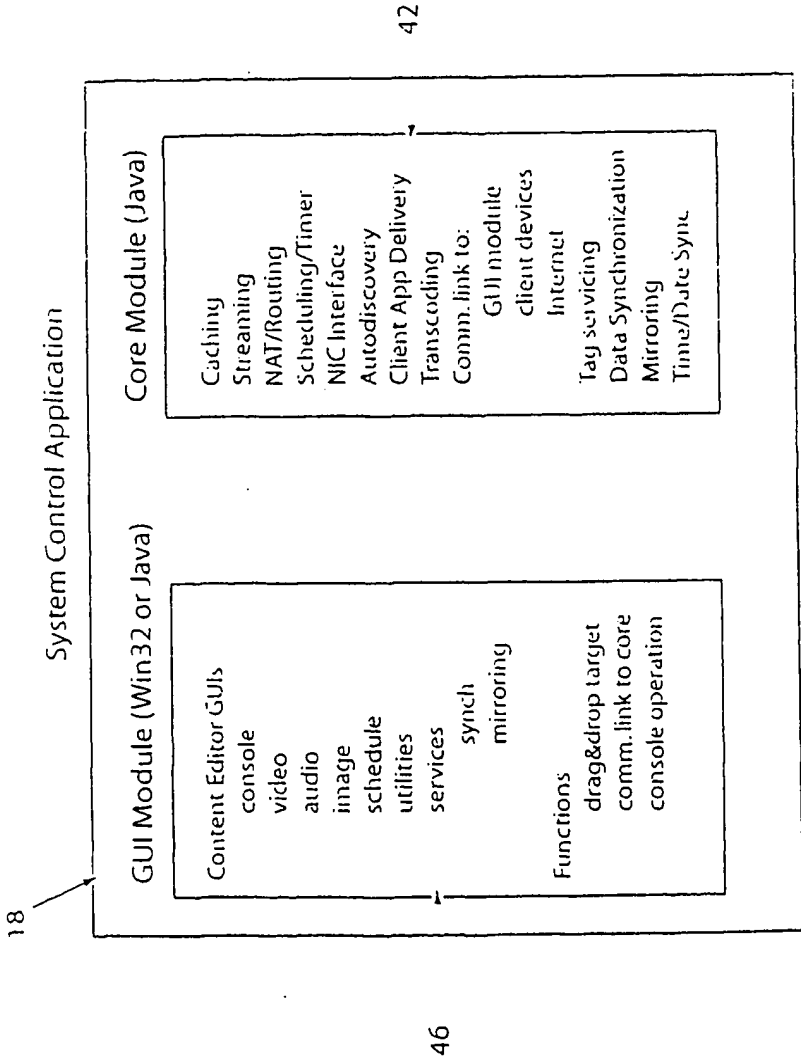 System Control Application
18
GUI Module (Win32 or Java)
Content Editor GUIs
console
video
audio
image
schedule
utilities
services
synch
mirroring
Functions
drag&drop target
comm. link to core
console operation
46
Core Module (Java)
Caching
Streaming
NAT/Routing
Scheduling/Timer
NIC Interface
Autodiscovery
Client App Delivery
Transcoding
Comm. link to:
GUI module
client devices
Internet
Tag servicing
Data Synchronization
Mirroring
Time/Date Sync
42